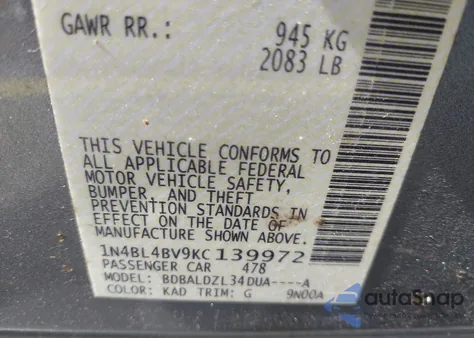 GAWR RR.: 945 KG
2083 LB
THIS VEHICLE CONFORMS TO
ALL APPLICABLE FEDERAL
MOTOR VEHICLE SAFETY,
BUMPER, AND THEFT
PREVENTION STANDARDS IN
EFFECT ON THE DATE OF
MANUFACTURE SHOWN ABOVE.
1N4BL4BV9KC139972
PASSENGER CAR 478
MODEL: BDBALDZL34DUA----A
COLOR: KAD TRIM: G 9N00A
autoSnap